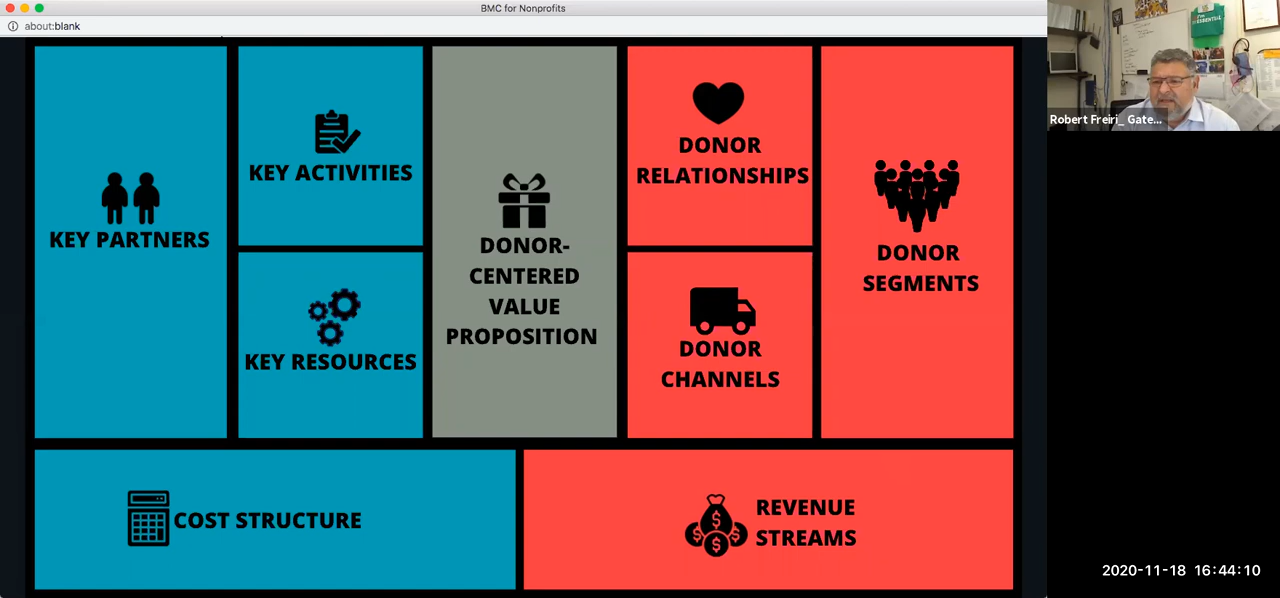 BMC for Nonprofits
about:blank
KEY PARTNERS
KEY ACTIVITIES
KEY RESOURCES
DONOR-
CENTERED
VALUE
PROPOSITION
DONOR
RELATIONSHIPS
DONOR
CHANNELS
DONOR
SEGMENTS
COST STRUCTURE
REVENUE
STREAMS
Robert Freiri_ Gate...
2020-11-18 16:44:10